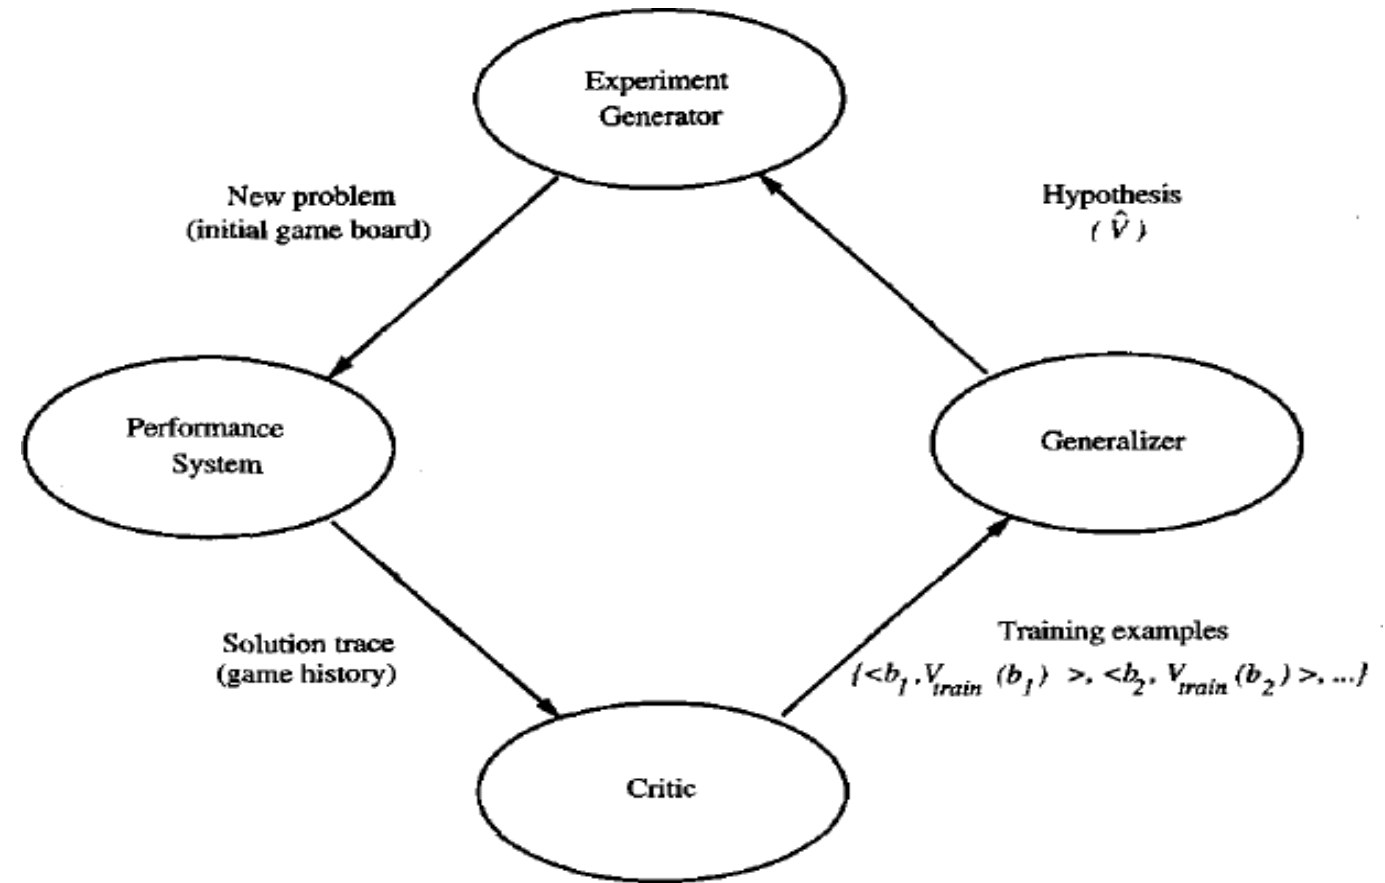 Experiment
Generator
New problem
(initial game board)
Hypothesis
( V̂ )
Performance
System
Generalizer
Solution trace
(game history)
Training examples
{<b1, Vtrain (b1) >, <b2, Vtrain (b2) >, ...}
Critic